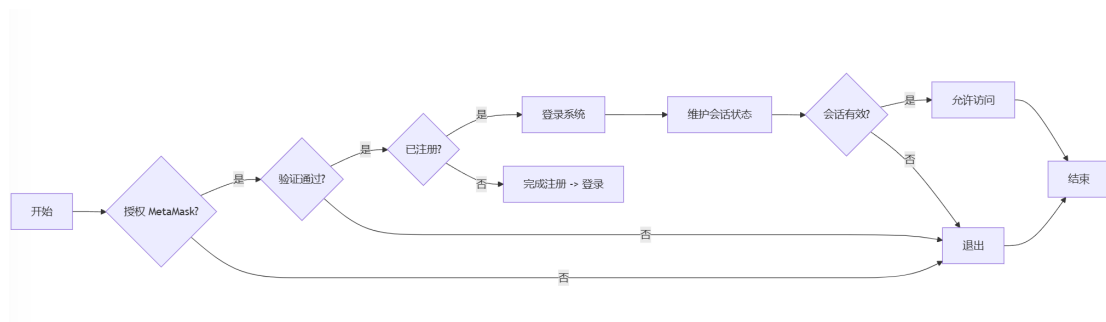 开始
授权 MetaMask?
是
验证通过?
是
已注册?
是
登录系统
维护会话状态
会话有效?
是
允许访问
否
完成注册 -> 登录
否
结束
退出
否
否